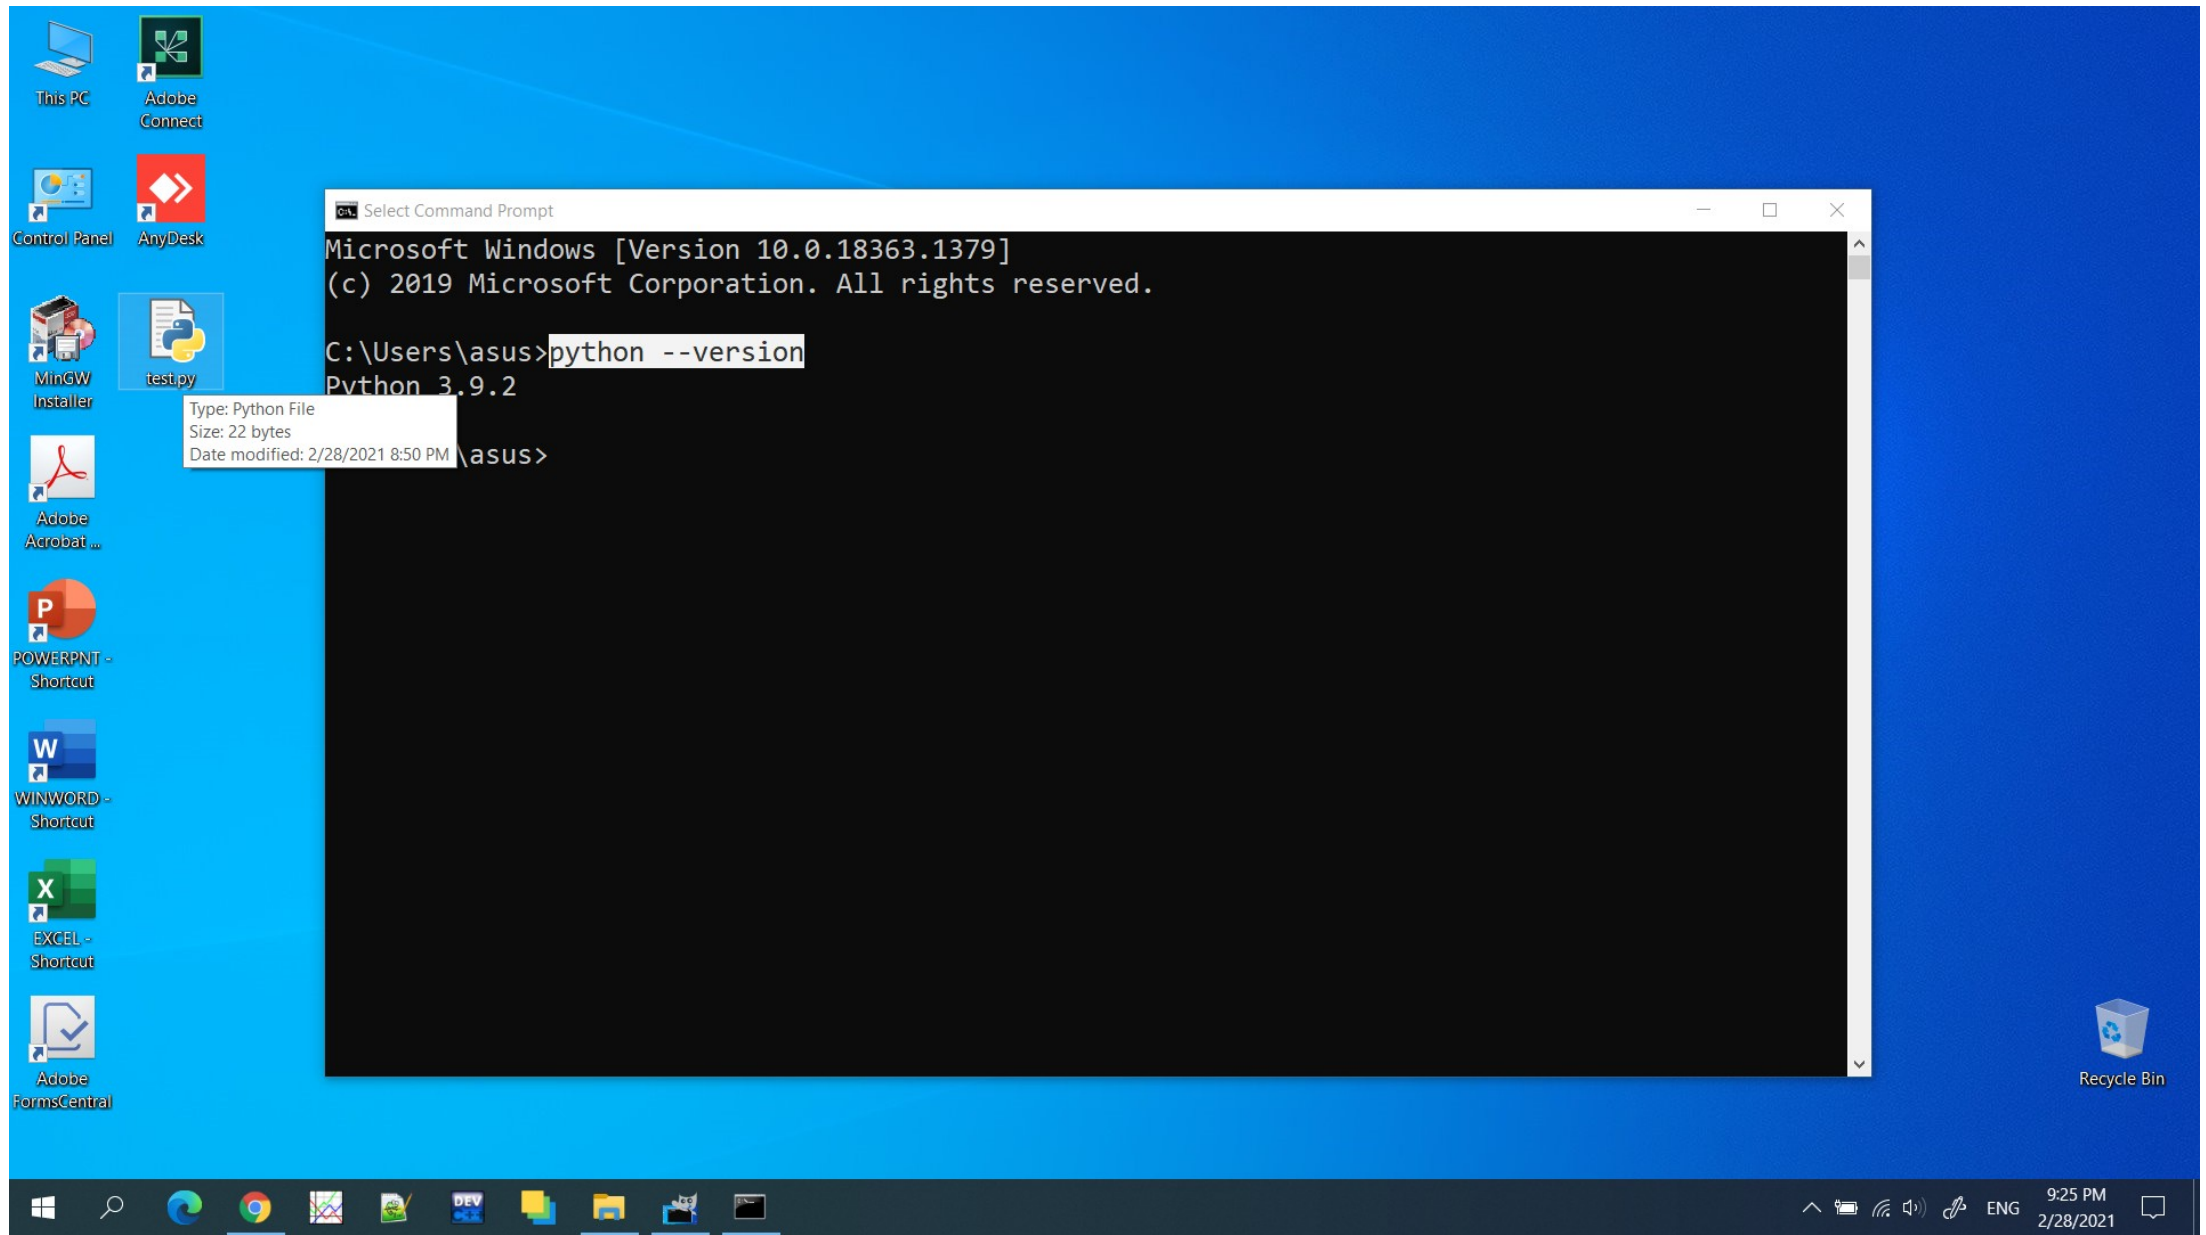 This PC
Adobe
Connect
Control Panel
AnyDesk
MinGW
Installer
test.py
Type: Python File
Size: 22 bytes
Date modified: 2/28/2021 8:50 PM
Adobe
Acrobat ...
POWERPNT -
Shortcut
WINWORD -
Shortcut
EXCEL -
Shortcut
Adobe
FormsCentral
Select Command Prompt
Microsoft Windows [Version 10.0.18363.1379]
(c) 2019 Microsoft Corporation. All rights reserved.
C:\Users\asus>python --version
Python 3.9.2
\asus>
Recycle Bin
DEV
C++
ENG
9:25 PM
2/28/2021